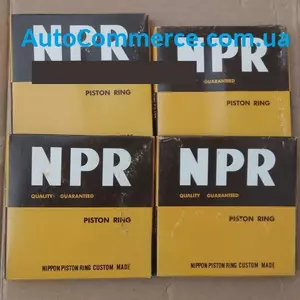 AutoCommerce.com.ua
NPR
PISTON RING
NPR
GUARANTEED
PISTON RING
NPR
QUALITY GUARANTEED
PISTON RING
NIPPON PISTON RING CUSTOM MADE
NPR
QUALITY GUARANTEED
PISTON RING
NIPPON PISTON RING CUSTOM MADE